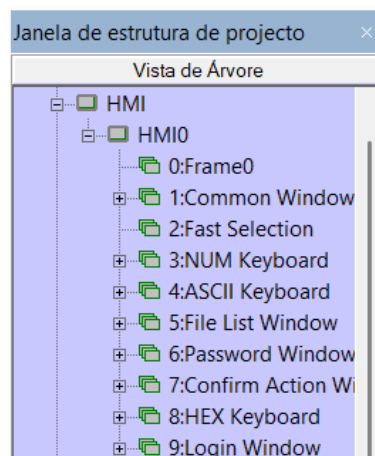 Janela de estrutura de projecto
Vista de Árvore
HMI
HMI0
0:Frame0
1:Common Window
2:Fast Selection
3:NUM Keyboard
4:ASCII Keyboard
5:File List Window
6:Password Window
7:Confirm Action Wi
8:HEX Keyboard
9:Login Window